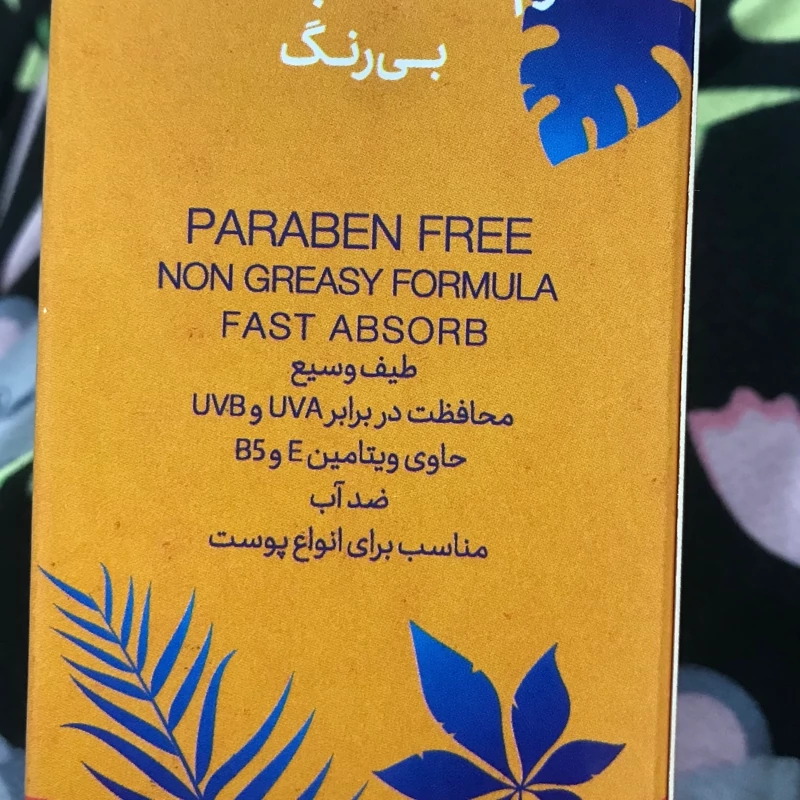 بی‌رنگ
PARABEN FREE
NON GREASY FORMULA
FAST ABSORB
طیف وسیع
محافظت در برابر UVA و UVB
حاوی ویتامین E و B5
ضد آب
مناسب برای انواع پوست